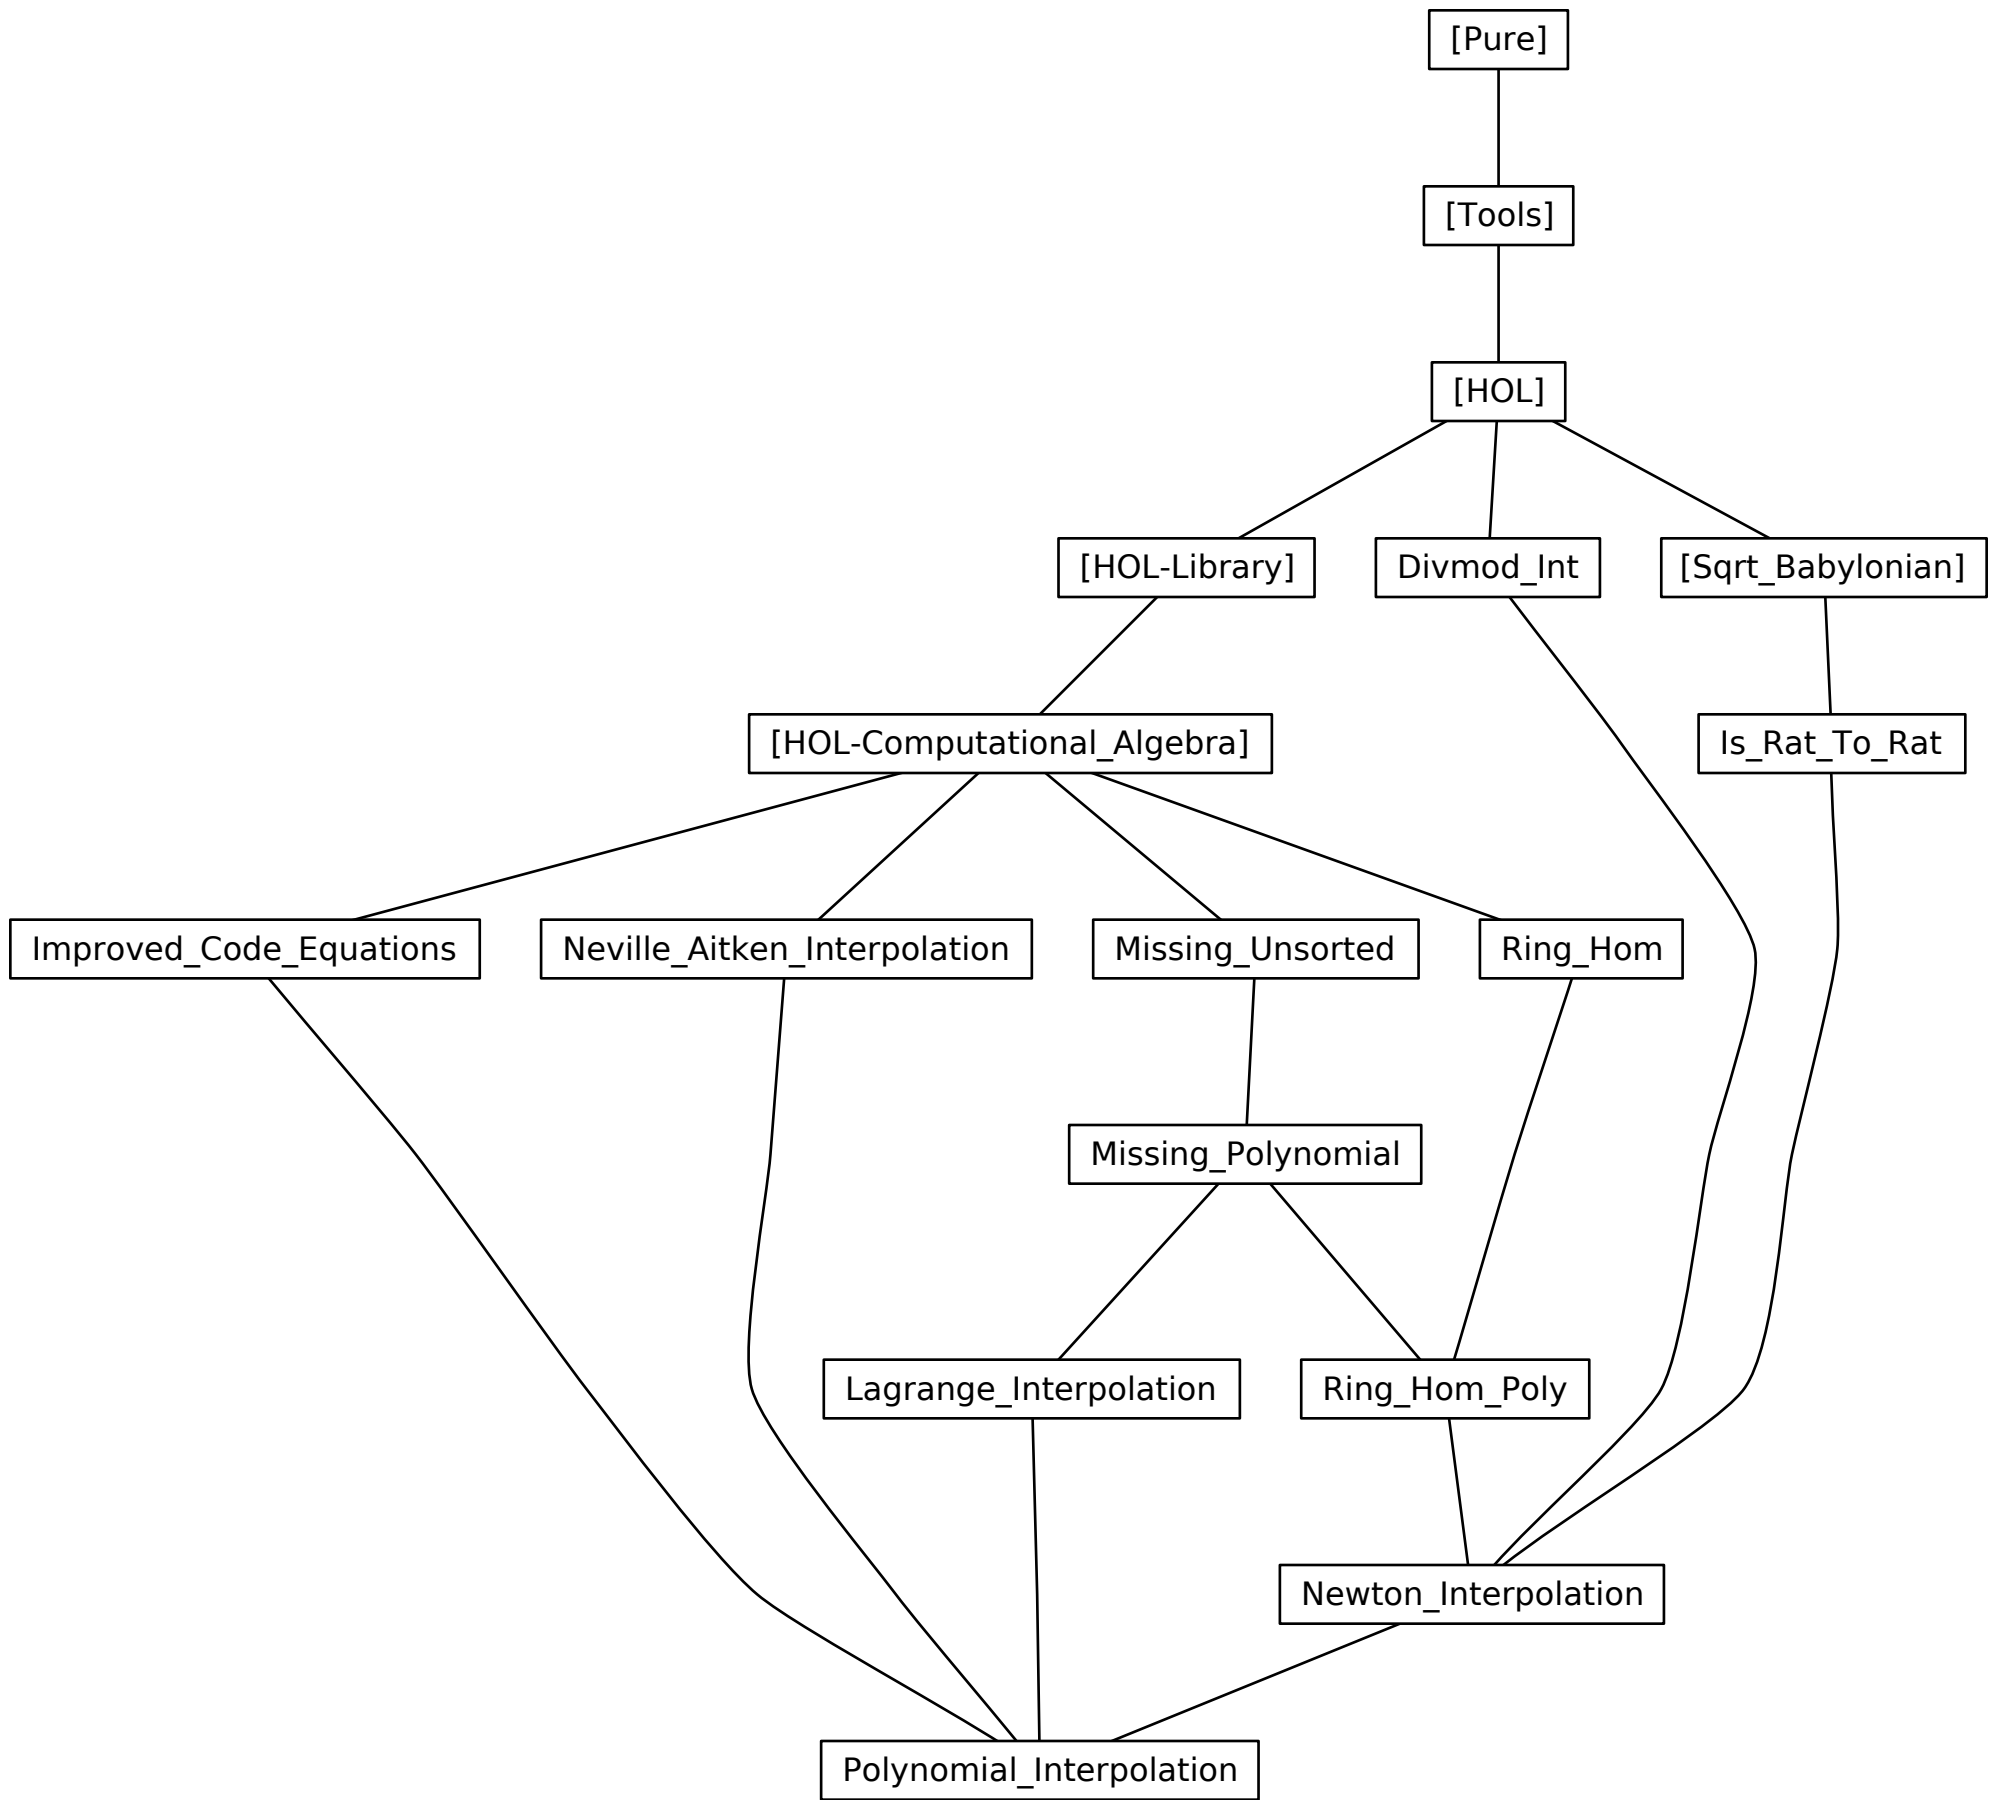 [Pure]
[Tools]
[HOL]
[HOL-Library]
Divmod_Int
[Sqrt_Babylonian]
[HOL-Computational_Algebra]
Is_Rat_To_Rat
Improved_Code_Equations
Neville_Aitken_Interpolation
Missing_Unsorted
Ring_Hom
Missing_Polynomial
Lagrange_Interpolation
Ring_Hom_Poly
Newton_Interpolation
Polynomial_Interpolation